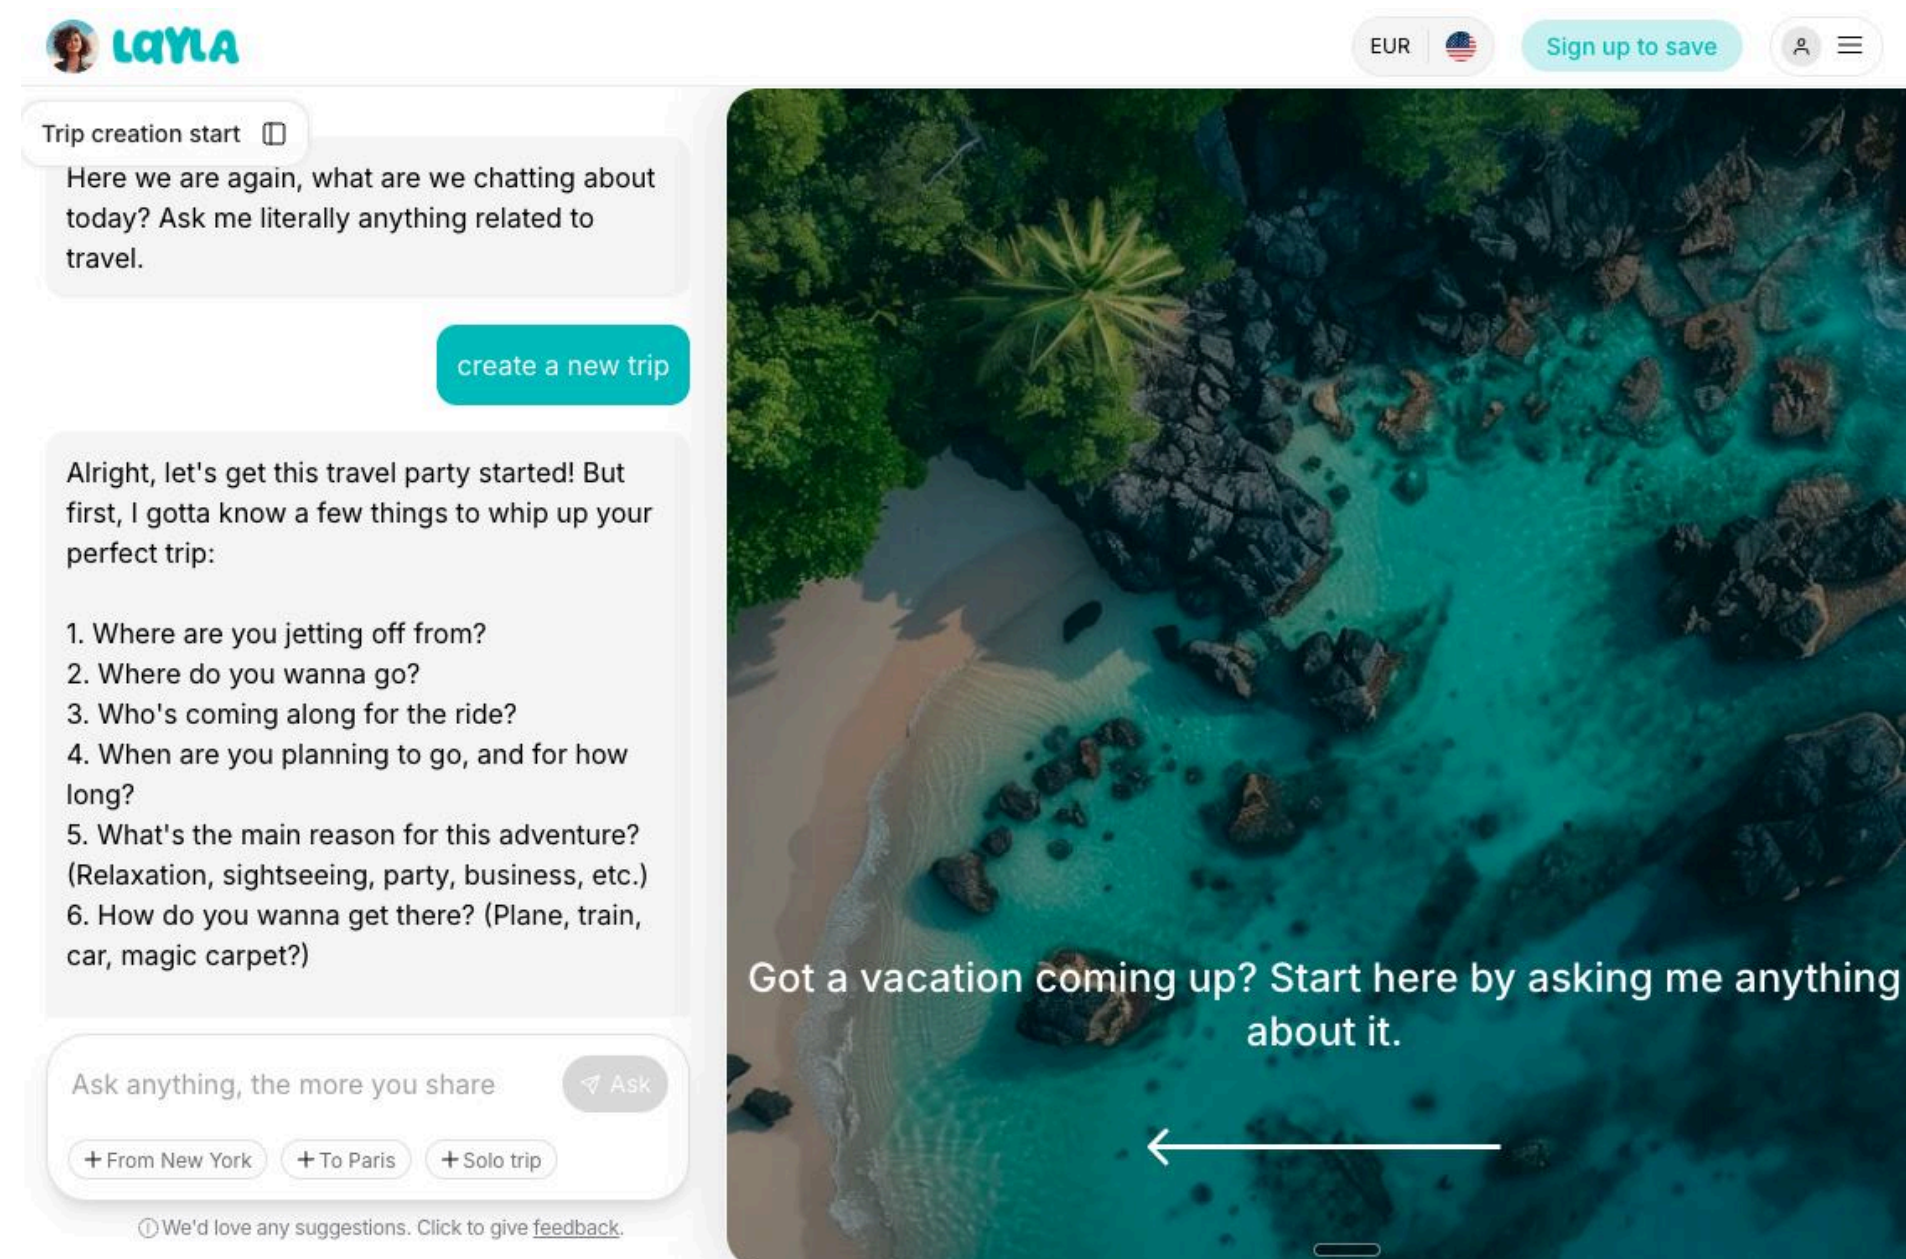 LAYLA
EUR
Sign up to save
Trip creation start
Here we are again, what are we chatting about
today? Ask me literally anything related to
travel.
create a new trip
Alright, let's get this travel party started! But
first, I gotta know a few things to whip up your
perfect trip:
1. Where are you jetting off from?
2. Where do you wanna go?
3. Who's coming along for the ride?
4. When are you planning to go, and for how
long?
5. What's the main reason for this adventure?
(Relaxation, sightseeing, party, business, etc.)
6. How do you wanna get there? (Plane, train,
car, magic carpet?)
Ask anything, the more you share
Ask
+ From New York
+ To Paris
+ Solo trip
We'd love any suggestions. Click to give feedback.
Got a vacation coming up? Start here by asking me anything
about it.